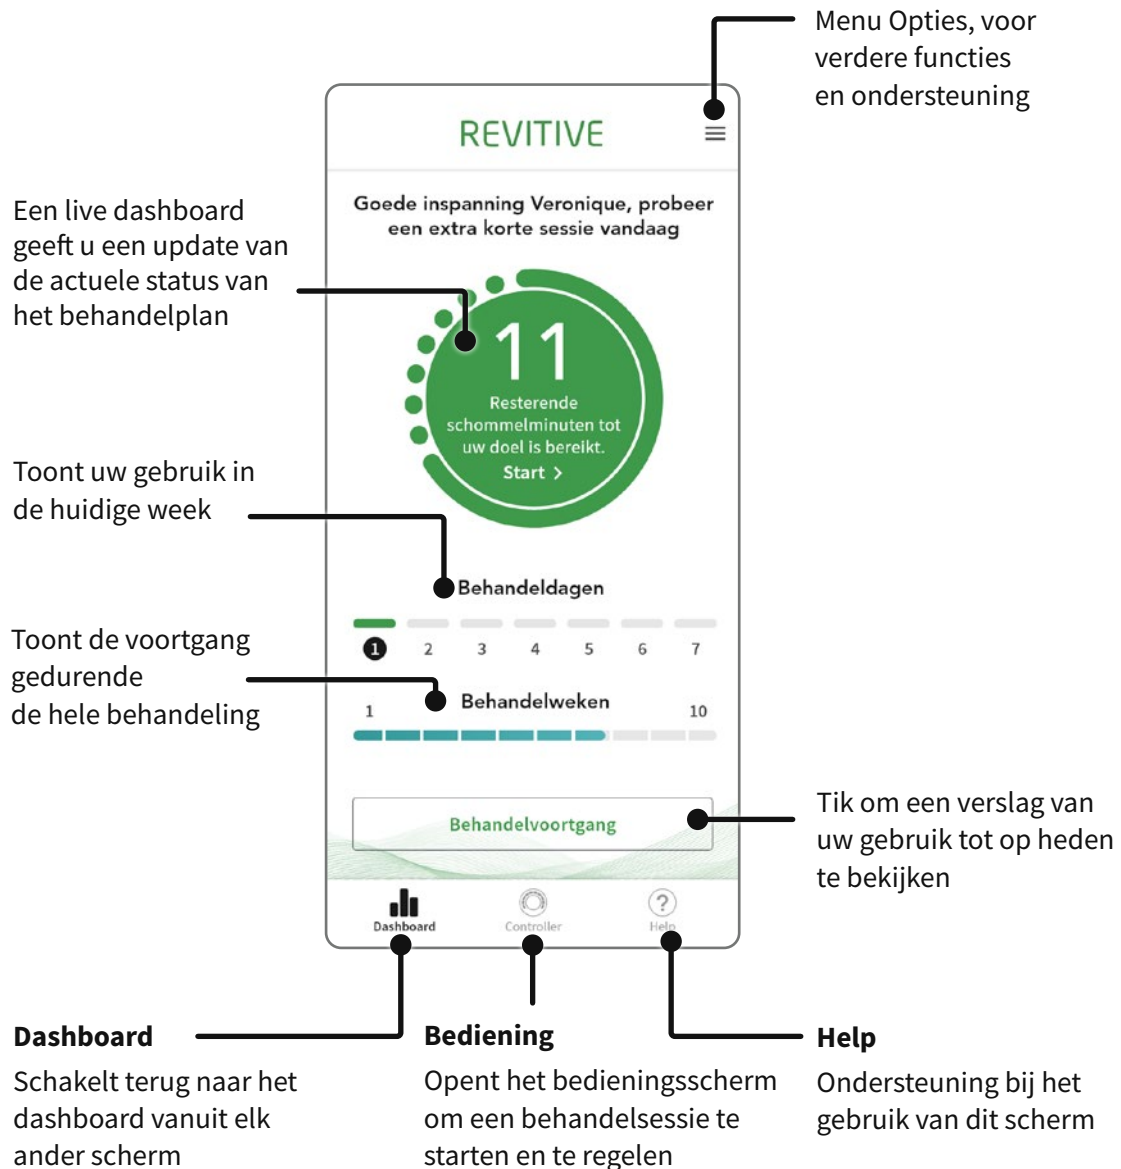 Menu Opties, voor
verdere functies
en ondersteuning
REVITIVE
Goede inspanning Veronique, probeer
een extra korte sessie vandaag
Een live dashboard
geeft u een update van
de actuele status van
het behandelplan
11
Resterende
schommelminuten tot
uw doel is bereikt.
Start >
Toont uw gebruik in
de huidige week
Behandeldagen
1 2 3 4 5 6 7
Toont de voortgang
gedurende
de hele behandeling
Behandelweken
1 10
Behandelvoortgang
Tik om een verslag van
uw gebruik tot op heden
te bekijken
Dashboard Controller Help
Dashboard
Schakelt terug naar het
dashboard vanuit elk
ander scherm
Bediening
Opent het bedieningsscherm
om een behandelsessie te
starten en te regelen
Help
Ondersteuning bij het
gebruik van dit scherm